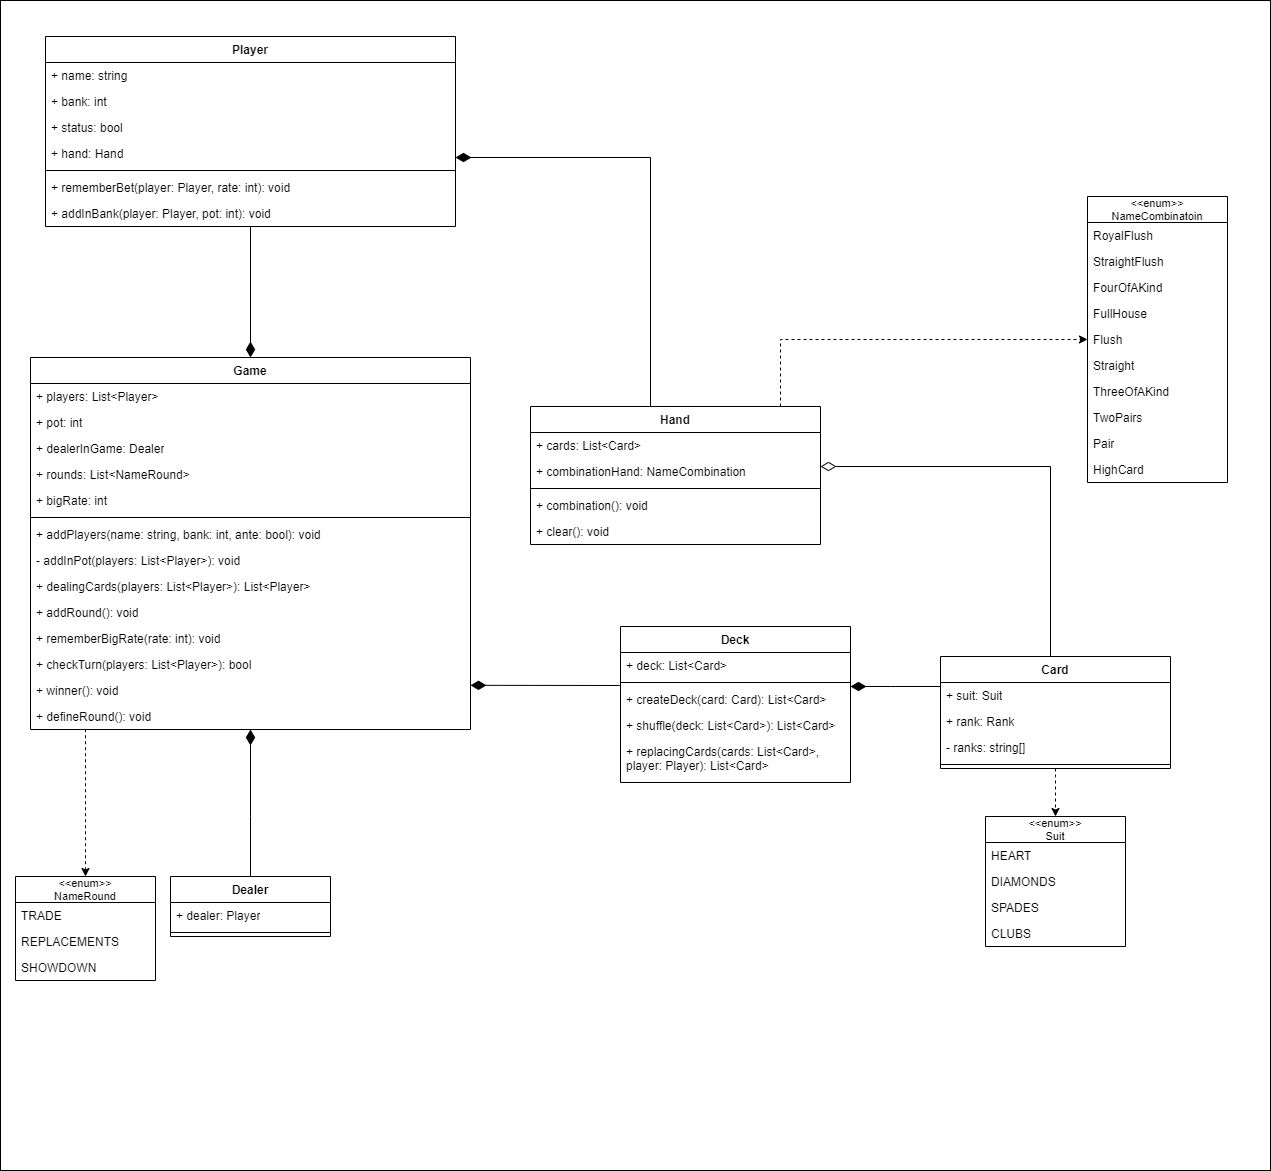 Player
+ name: string
+ bank: int
+ status: bool
+ hand: Hand
+ rememberBet(player: Player, rate: int): void
+ addInBank(player: Player, pot: int): void
<<enum>>
NameCombinatoin
RoyalFlush
StraightFlush
FourOfAKind
FullHouse
Flush
Straight
ThreeOfAKind
TwoPairs
Pair
HighCard
Game
+ players: List<Player>
+ pot: int
+ dealerInGame: Dealer
+ rounds: List<NameRound>
+ bigRate: int
+ addPlayers(name: string, bank: int, ante: bool): void
- addInPot(players: List<Player>): void
+ dealingCards(players: List<Player>): List<Player>
+ addRound(): void
+ rememberBigRate(rate: int): void
+ checkTurn(players: List<Player>): bool
+ winner(): void
+ defineRound(): void
Hand
+ cards: List<Card>
+ combinationHand: NameCombination
+ combination(): void
+ clear(): void
Deck
+ deck: List<Card>
+ createDeck(card: Card): List<Card>
+ shuffle(deck: List<Card>): List<Card>
+ replacingCards(cards: List<Card>,
player: Player): List<Card>
Card
+ suit: Suit
+ rank: Rank
- ranks: string[]
<<enum>>
Suit
HEART
DIAMONDS
SPADES
CLUBS
<<enum>>
NameRound
TRADE
REPLACEMENTS
SHOWDOWN
Dealer
+ dealer: Player